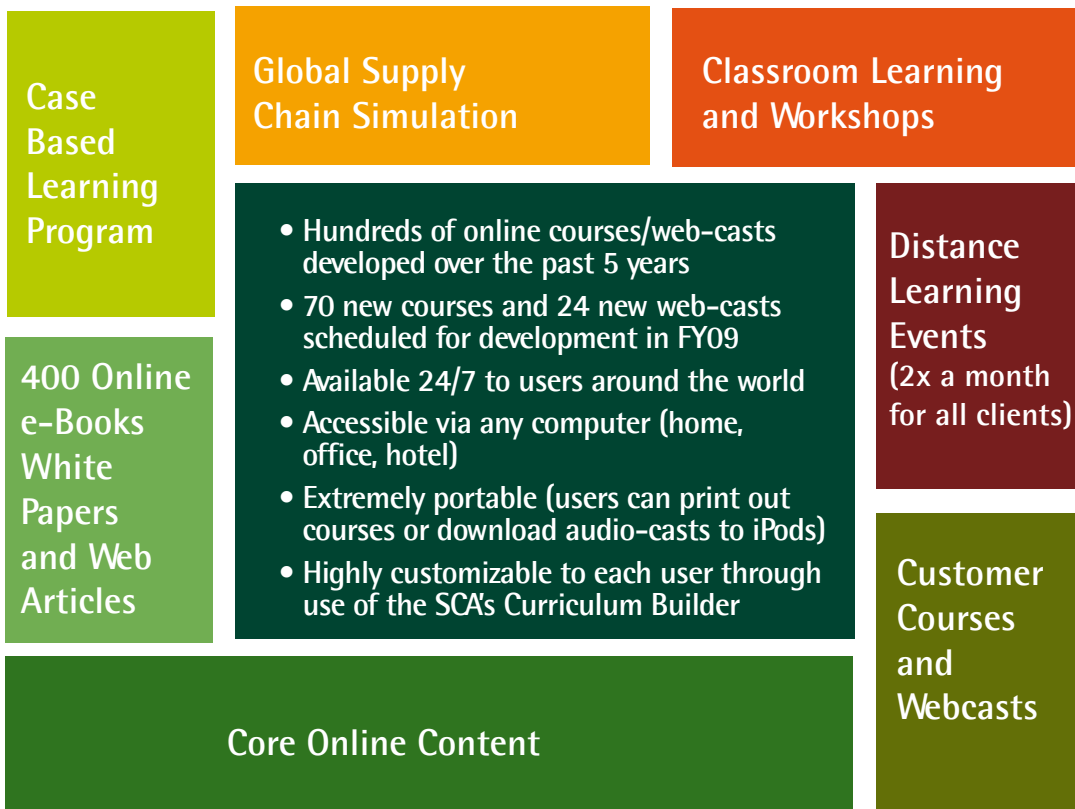 Case
Based
Learning
Program
Global Supply
Chain Simulation
Classroom Learning
and Workshops
• Hundreds of online courses/web-casts
developed over the past 5 years
• 70 new courses and 24 new web-casts
scheduled for development in FY09
• Available 24/7 to users around the world
• Accessible via any computer (home,
office, hotel)
• Extremely portable (users can print out
courses or download audio-casts to iPods)
• Highly customizable to each user through
use of the SCA's Curriculum Builder
Distance
Learning
Events
(2x a month
for all clients)
400 Online
e-Books
White
Papers
and Web
Articles
Customer
Courses
and
Webcasts
Core Online Content